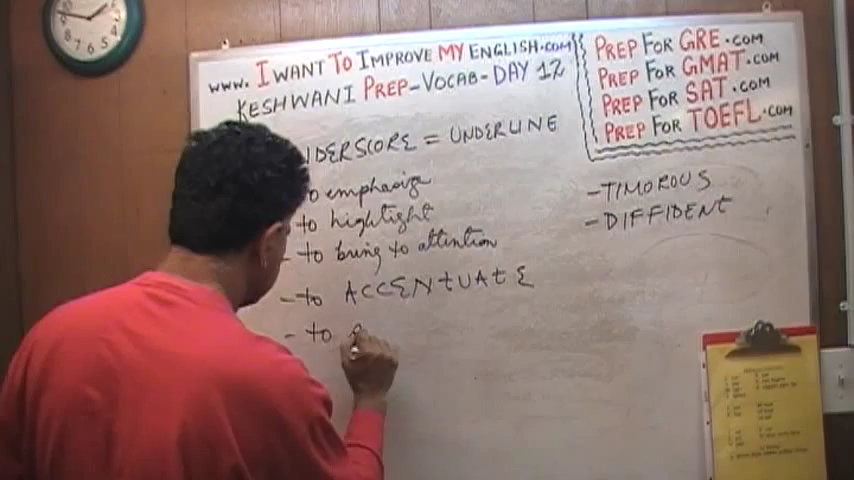 www. I WANT TO IMPROVE MY ENGLISH.COM
KESHWANI PREP-VOCAB-DAY 12
NDERSCORE = UNDERLINE
to emphasize
to highlight
- to bring to attention
- to ACCENTUATE
- to
PREP FOR GRE.COM
PREP FOR GMAT.COM
PREP FOR SAT.COM
PREP FOR TOEFL.COM
- TIMOROUS
- DIFFIDENT